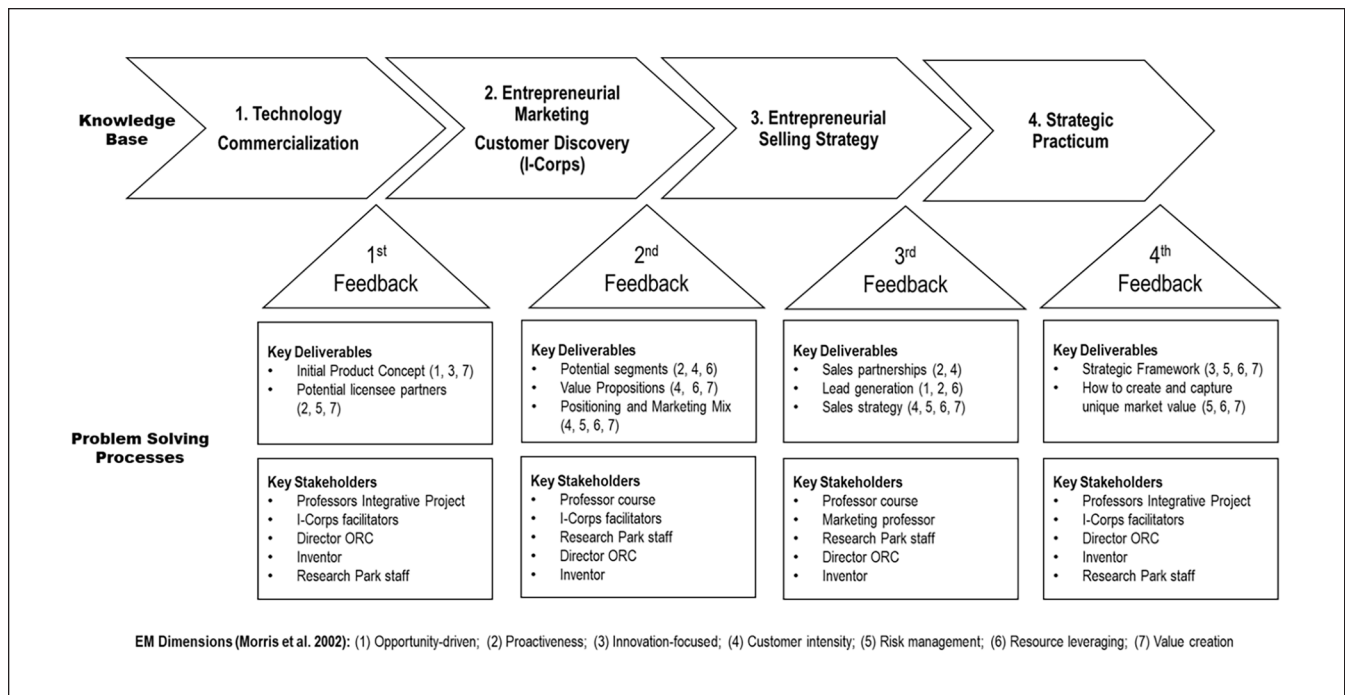 Knowledge
Base
1. Technology
Commercialization
2. Entrepreneurial
Marketing
Customer Discovery
(I-Corps)
3. Entrepreneurial
Selling Strategy
4. Strategic
Practicum
1st
Feedback
2nd
Feedback
3rd
Feedback
4th
Feedback
Problem Solving
Processes
Key Deliverables
• Initial Product Concept (1, 3, 7)
• Potential licensee partners
(2, 5, 7)
Key Deliverables
• Potential segments (2, 4, 6)
• Value Propositions (4, 6, 7)
• Positioning and Marketing Mix
(4, 5, 6, 7)
Key Deliverables
• Sales partnerships (2, 4)
• Lead generation (1, 2, 6)
• Sales strategy (4, 5, 6, 7)
Key Deliverables
• Strategic Framework (3, 5, 6, 7)
• How to create and capture
unique market value (5, 6, 7)
Key Stakeholders
• Professors Integrative Project
• I-Corps facilitators
• Director ORC
• Inventor
• Research Park staff
Key Stakeholders
• Professor course
• I-Corps facilitators
• Research Park staff
• Director ORC
• Inventor
Key Stakeholders
• Professor course
• Marketing professor
• Research Park staff
• Director ORC
• Inventor
Key Stakeholders
• Professors Integrative Project
• I-Corps facilitators
• Director ORC
• Inventor
• Research Park staff
EM Dimensions (Morris et al. 2002): (1) Opportunity-driven; (2) Proactiveness; (3) Innovation-focused; (4) Customer intensity; (5) Risk management; (6) Resource leveraging; (7) Value creation